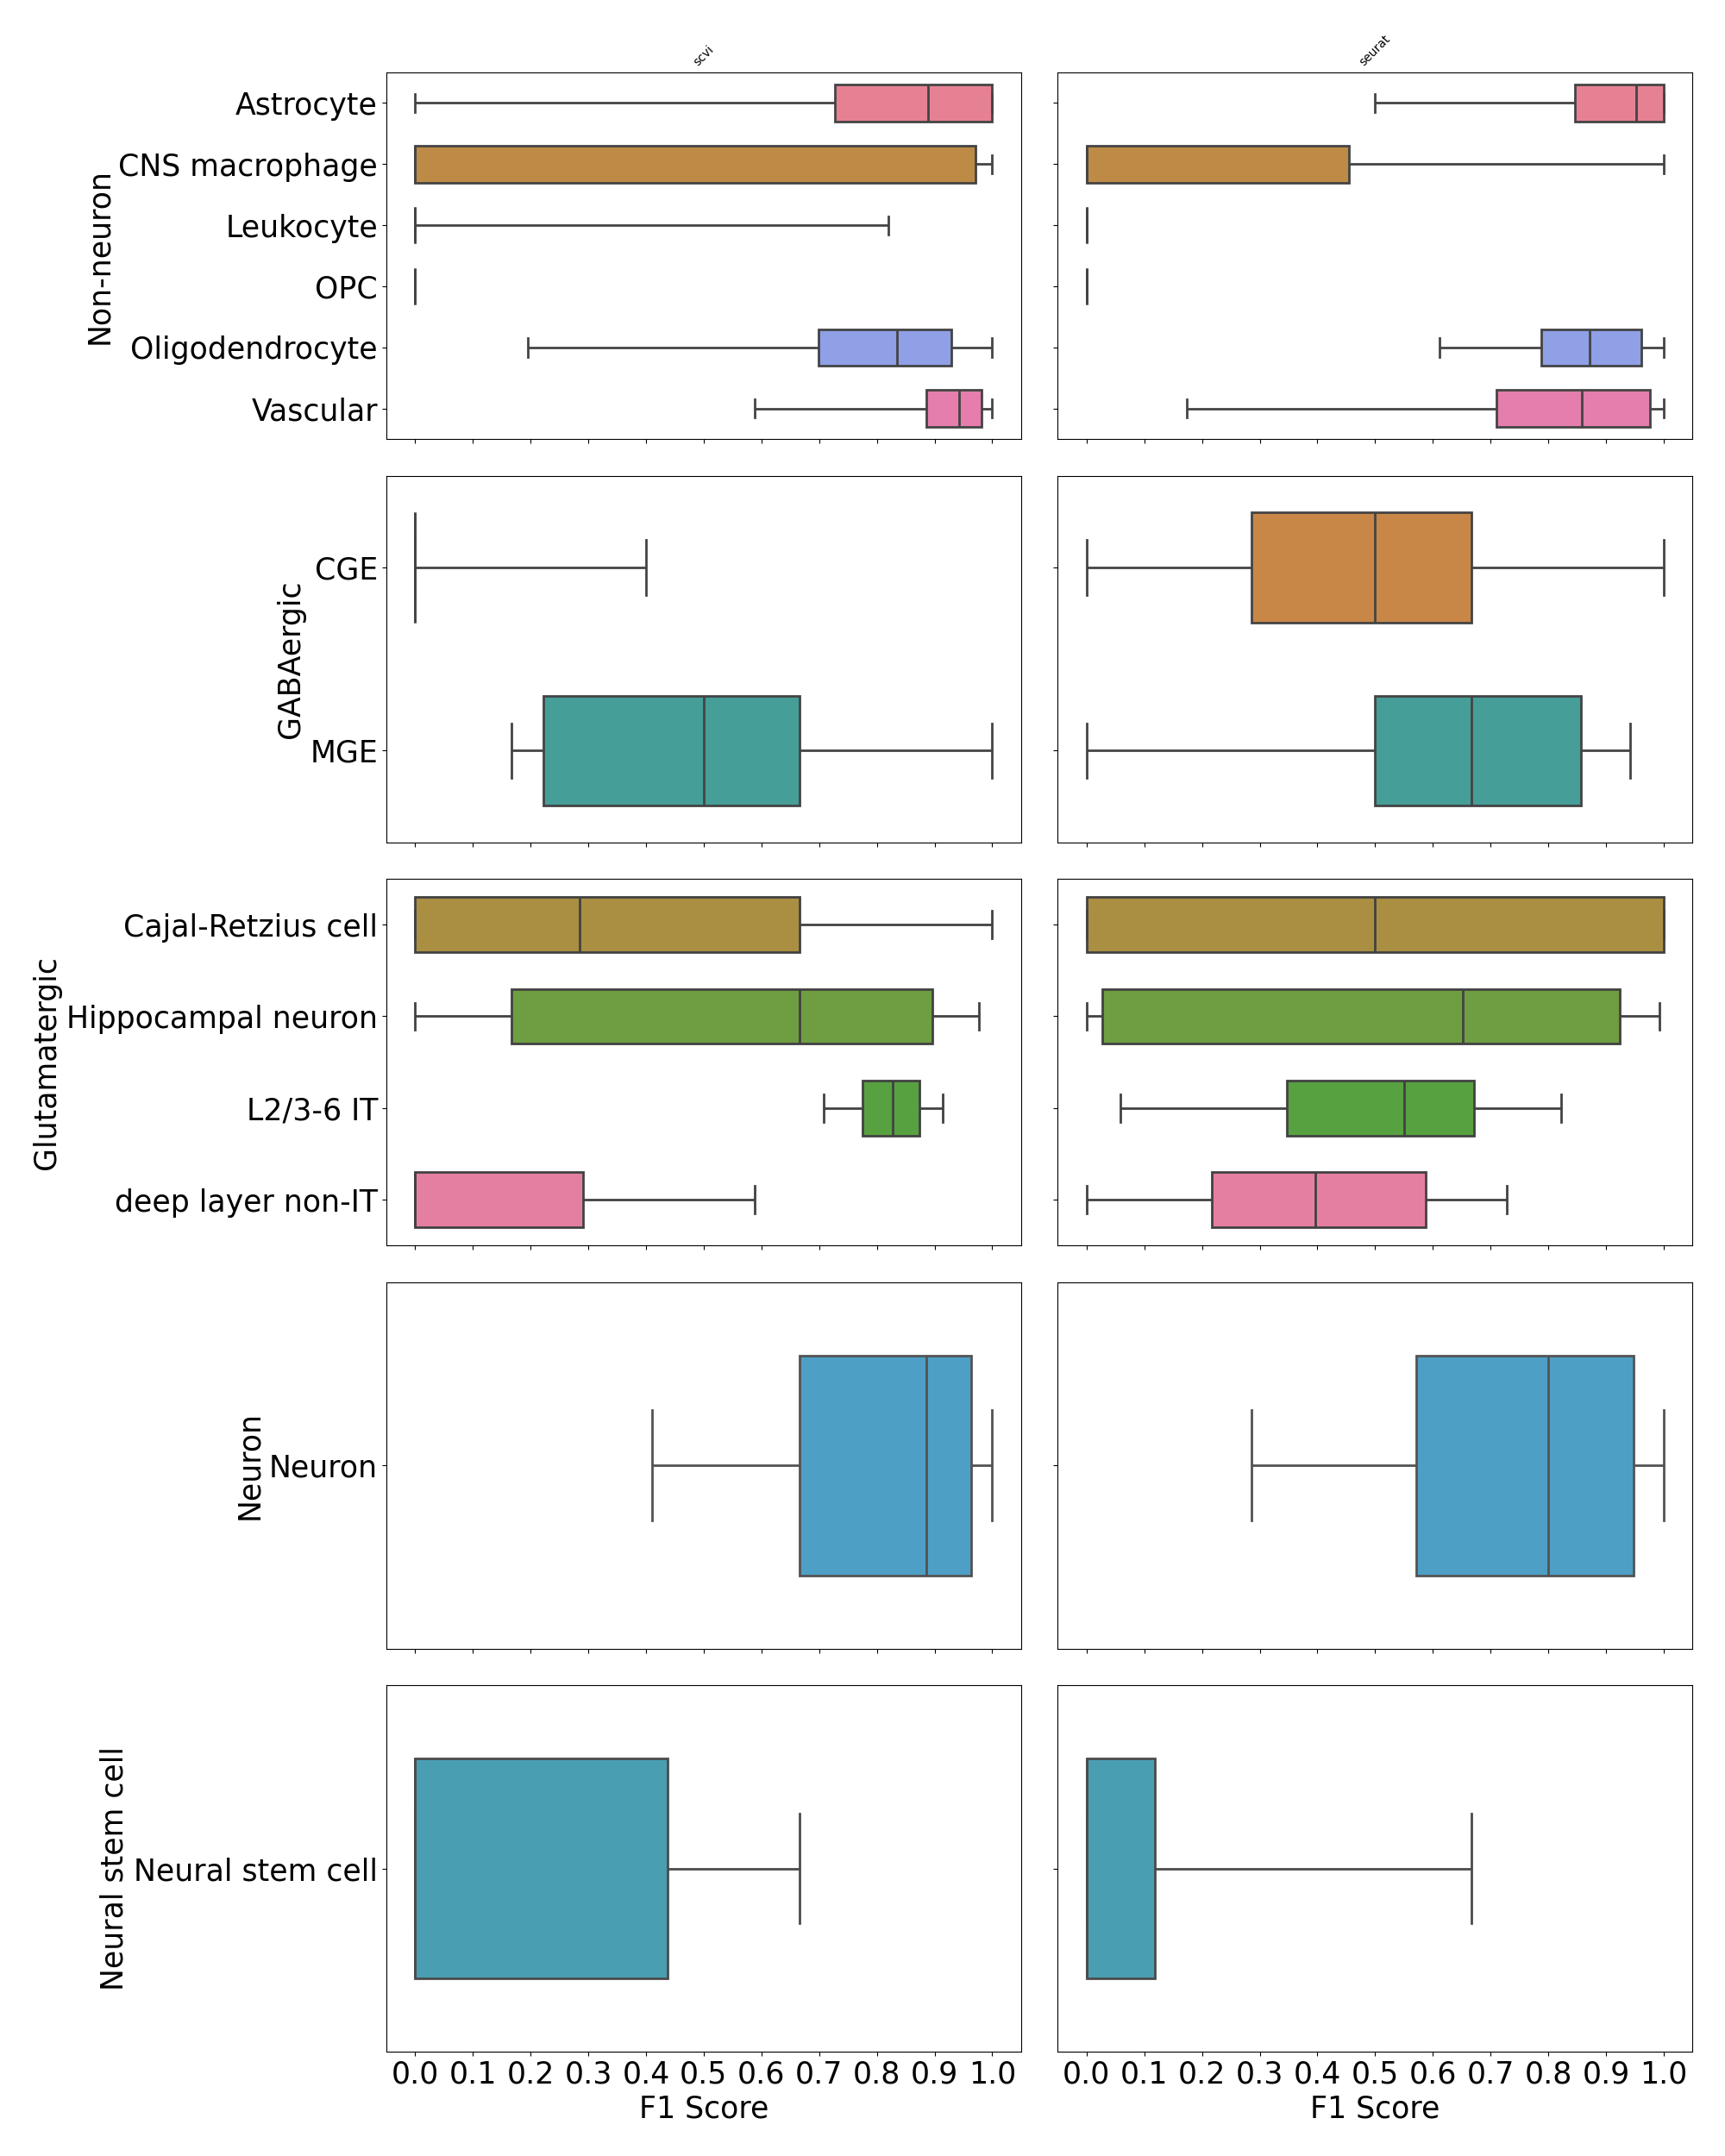 scvi
seurat
Non-neuron
Astrocyte
CNS macrophage
Leukocyte
OPC
Oligodendrocyte
Vascular
GABAergic
CGE
MGE
Glutamatergic
Cajal-Retzius cell
Hippocampal neuron
L2/3-6 IT
deep layer non-IT
Neuron
Neuron
Neural stem cell
Neural stem cell
0.0 0.1 0.2 0.3 0.4 0.5 0.6 0.7 0.8 0.9 1.0
F1 Score
0.0 0.1 0.2 0.3 0.4 0.5 0.6 0.7 0.8 0.9 1.0
F1 Score